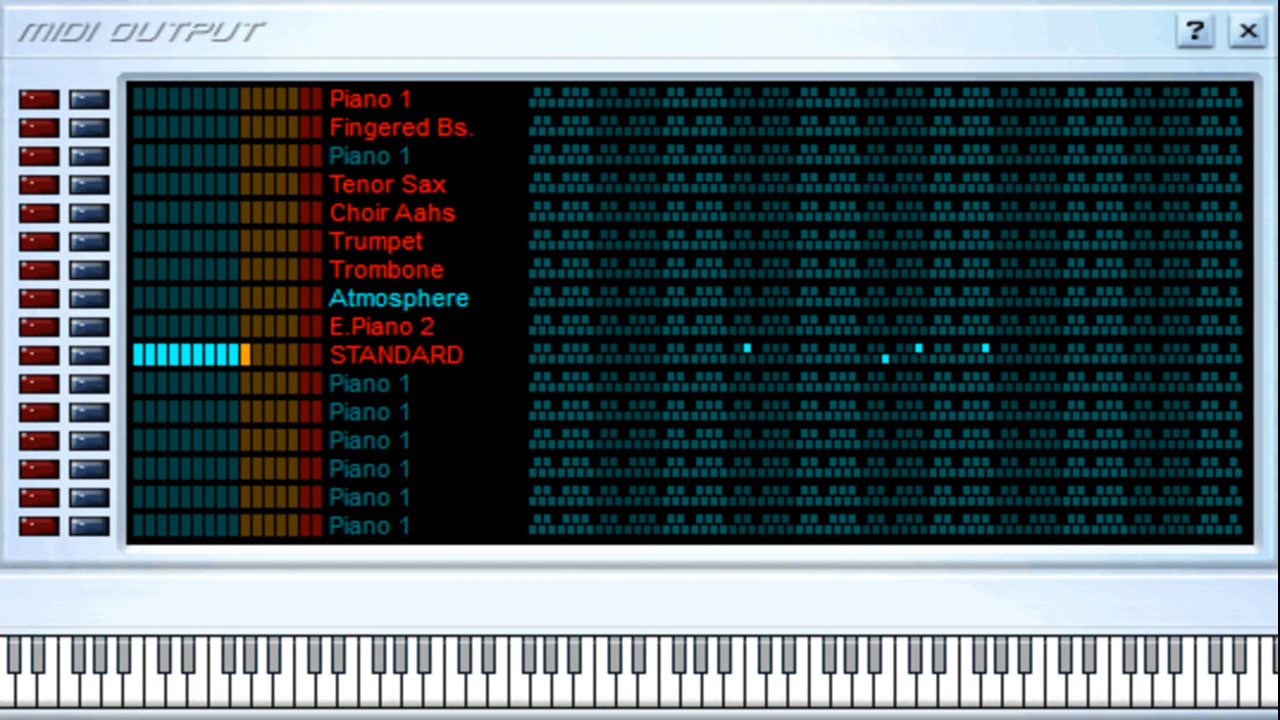 MIDI OUTPUT
? ×
Piano 1
Fingered Bs.
Piano 1
Tenor Sax
Choir Aahs
Trumpet
Trombone
Atmosphere
E.Piano 2
STANDARD
Piano 1
Piano 1
Piano 1
Piano 1
Piano 1
Piano 1